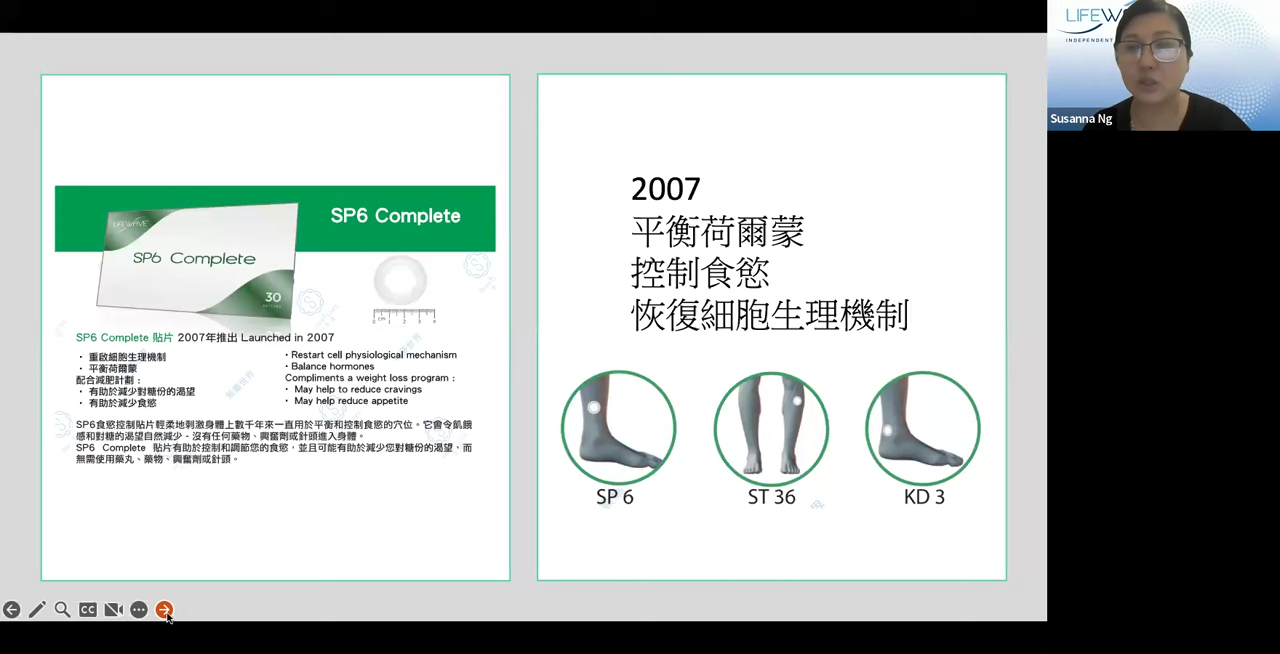 SP6 Complete
LIFEWAVE
SP6 Complete
30
cm 1 2 3 4
SP6 Complete 貼片 2007年推出 Launched in 2007
• 重啟細胞生理機制
• 平衡荷爾蒙
配合減肥計劃:
• 有助於減少對糖份的渴望
• 有助於減少食慾
• Restart cell physiological mechanism
• Balance hormones
Compliments a weight loss program :
• May help to reduce cravings
• May help reduce appetite
SP6食慾控制貼片輕柔地刺激身體上數千年來一直用於平衡和控制食慾的穴位。它會令飢餓
感和對糖的渴望自然減少 - 沒有任何藥物、興奮劑或針頭進入身體。
SP6 Complete 貼片有助於控制和調節您的食慾，並且可能有助於減少您對糖份的渴望，而
無需使用藥丸、藥物、興奮劑或針頭。
2007
平衡荷爾蒙
控制食慾
恢復細胞生理機制
SP 6
ST 36
KD 3
CC
LIFEW
INDEPENDENT
Susanna Ng